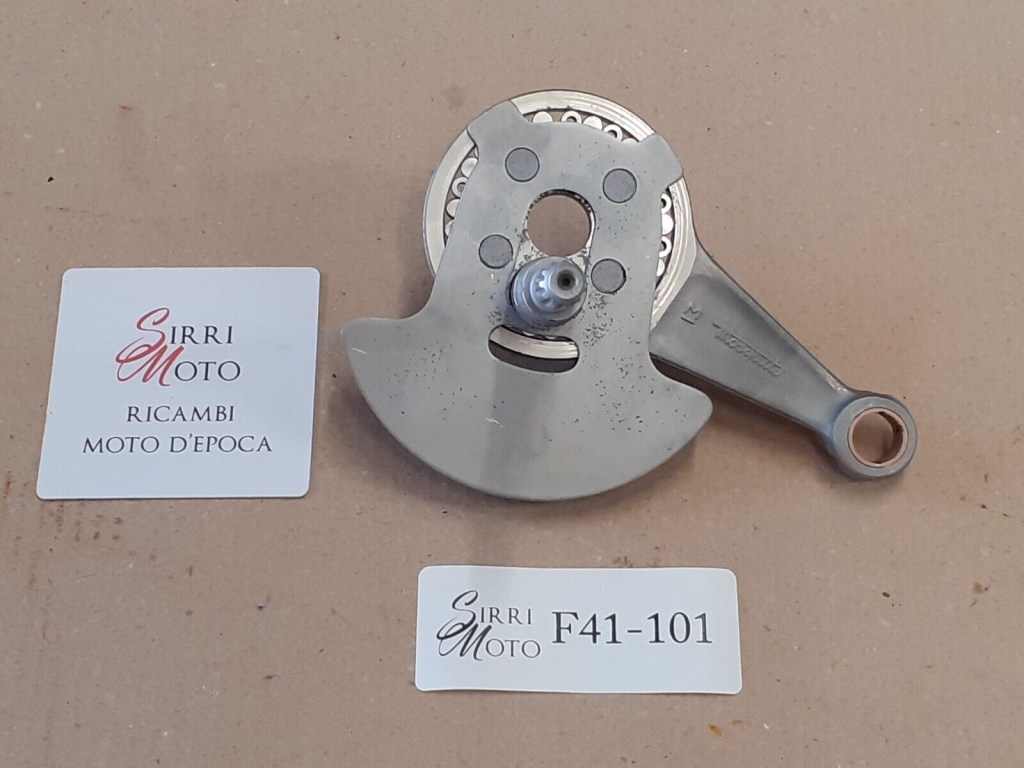 SIRRI
MOTO
RICAMBI
MOTO D'EPOCA
SIRRI
MOTO
F41-101